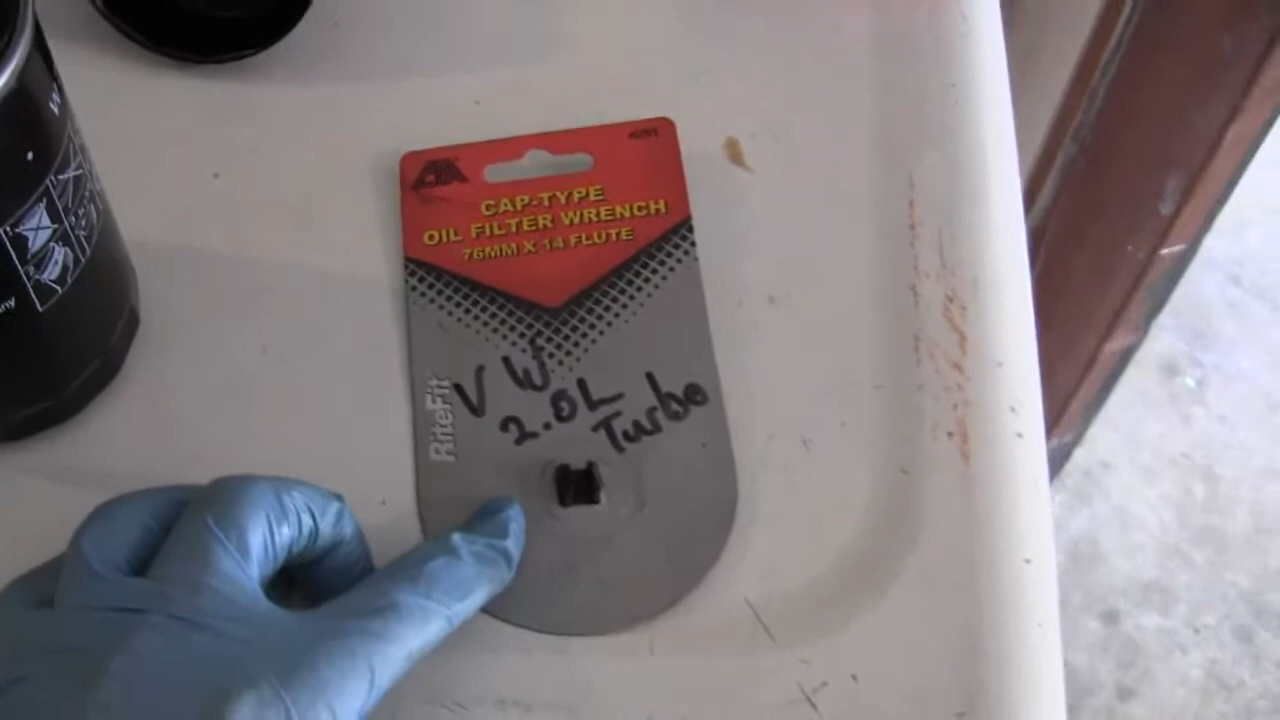 CAP-TYPE
OIL FILTER WRENCH
76MM X 14 FLUTE
RiteFit
VW
2.0L
Turbo